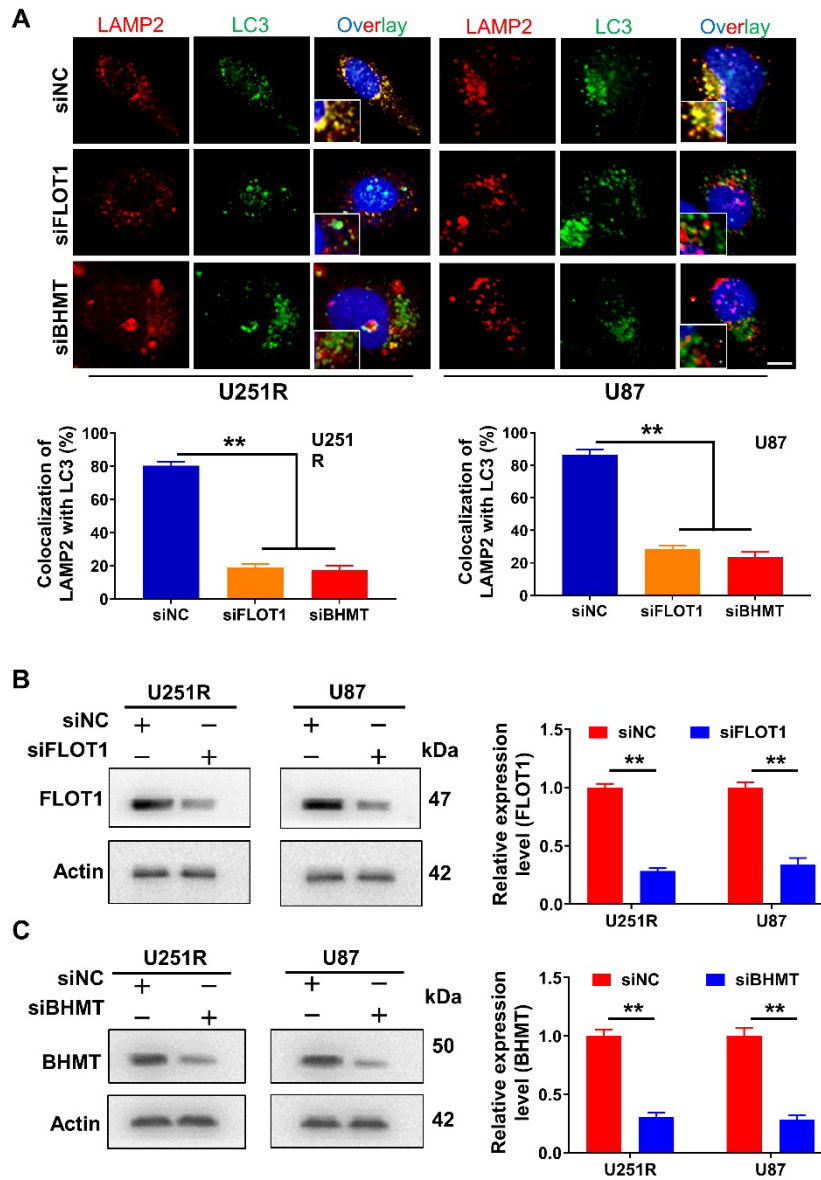 A
LAMP2 LC3 Overlay LAMP2 LC3 Overlay
siNC
siFLOT1
siBHMT
U251R U87
Colocalization of
LAMP2 with LC3 (%)
100
80
60
40
20
0
**
U251
R
siNC siFLOT1 siBHMT
Colocalization of
LAMP2 with LC3 (%)
100
80
60
40
20
0
**
U87
siNC siFLOT1 siBHMT
B
U251R U87
siNC + − + −
siFLOT1 − + − + kDa
FLOT1 47
Actin 42
Relative expression
level (FLOT1)
1.5
1.0
0.5
0.0
siNC siFLOT1
** **
U251R U87
C
U251R U87
siNC + − + −
siBHMT − + − + kDa
BHMT 50
Actin 42
Relative expression
level (BHMT)
1.5
1.0
0.5
0.0
siNC siBHMT
** **
U251R U87